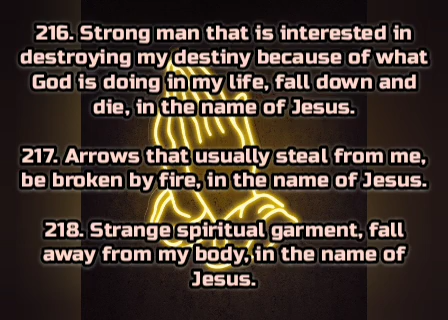 216. Strong man that is interested in
destroying my destiny because of what
God is doing in my life, fall down and
die, in the name of Jesus.
217. Arrows that usually steal from me,
be broken by fire, in the name of Jesus.
218. Strange spiritual garment, fall
away from my body, in the name of
Jesus.